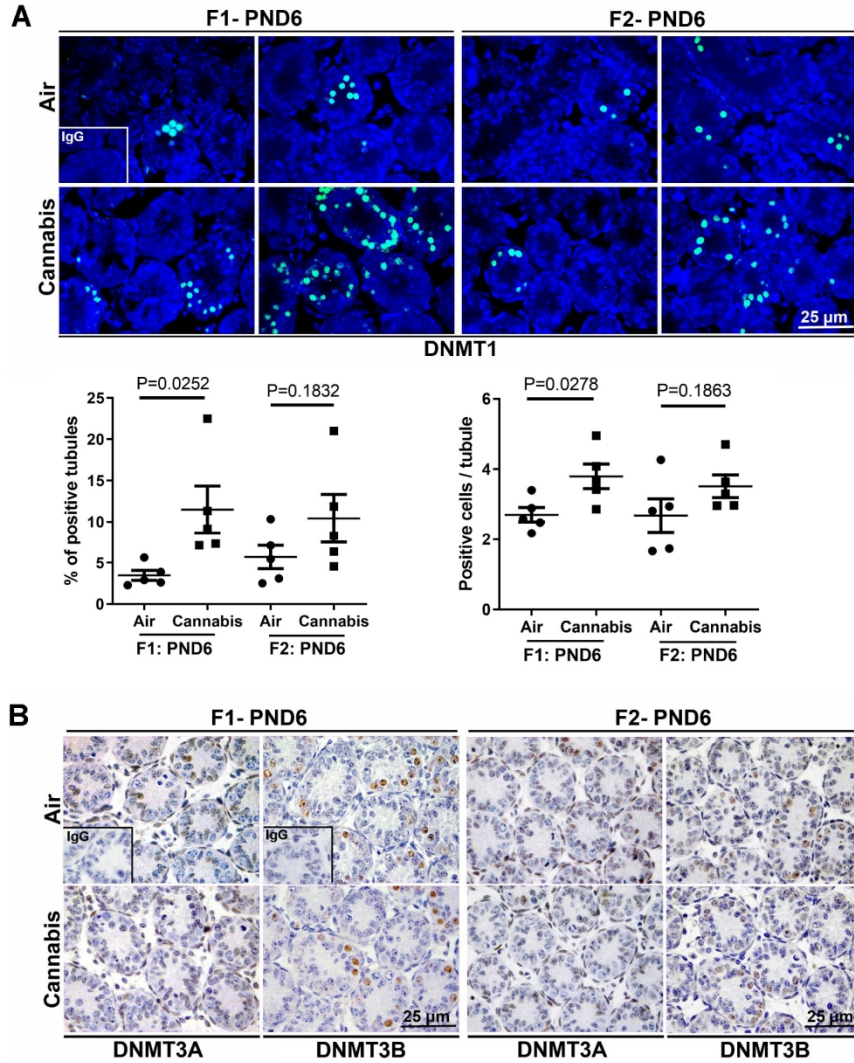 A
F1- PND6
F2- PND6
Air
IgG
Cannabis
25 µm
DNMT1
P=0.0252
P=0.1832
% of positive tubules
25
20
15
10
5
0
Air
Cannabis
Air
Cannabis
F1: PND6
F2: PND6
P=0.0278
P=0.1863
Positive cells / tubule
6
4
2
0
Air
Cannabis
Air
Cannabis
F1: PND6
F2: PND6
B
F1- PND6
F2- PND6
Air
IgG
IgG
Cannabis
25 µm
25 µm
DNMT3A
DNMT3B
DNMT3A
DNMT3B